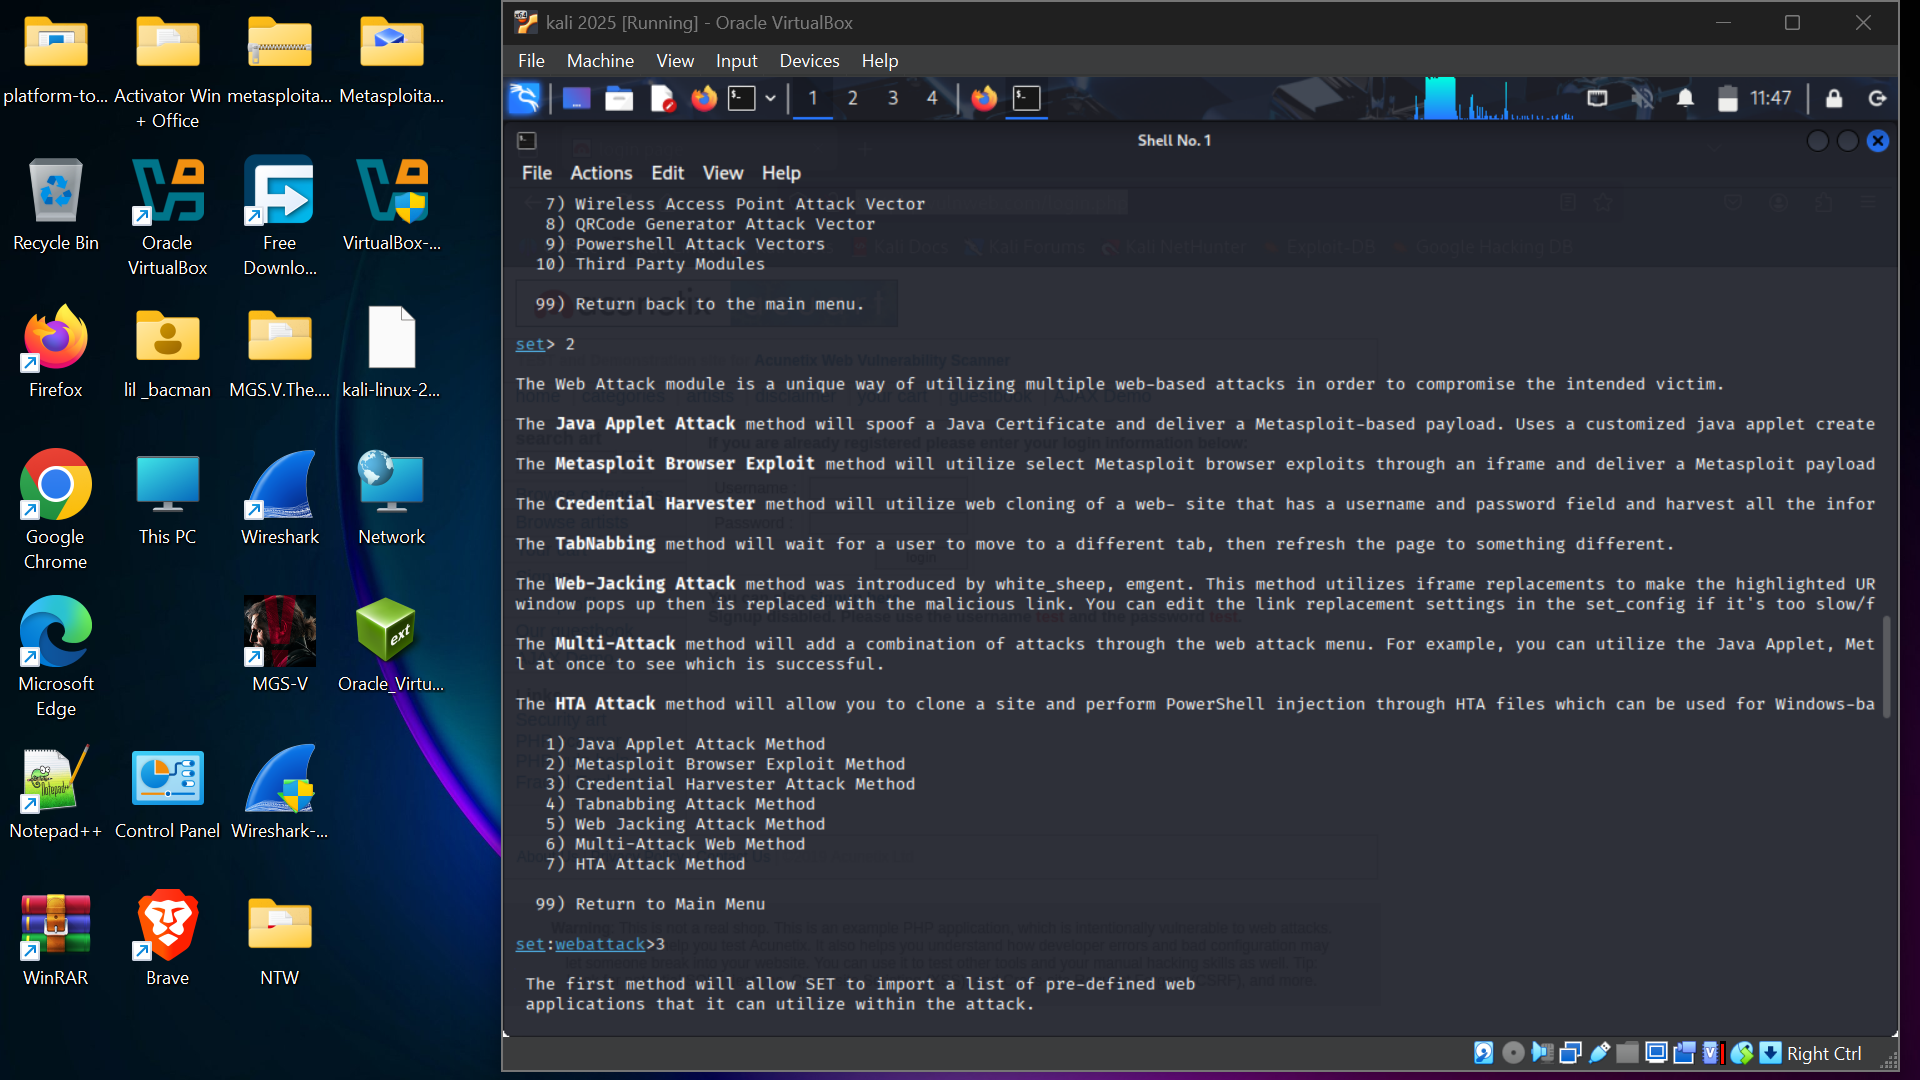 platform-to...
Activator Win + Office
metasploita...
Metasploita...
Recycle Bin
Oracle VirtualBox
Free Downlo...
VirtualBox-...
Firefox
lil _bacman
MGS.V.The....
kali-linux-2...
Google Chrome
This PC
Wireshark
Network
Microsoft Edge
MGS-V
Oracle_Virtu...
Notepad++
Control Panel
Wireshark-...
WinRAR
Brave
NTW
kali 2025 [Running] - Oracle VirtualBox
File Machine View Input Devices Help
1 2 3 4 11:47
Shell No. 1
File Actions Edit View Help
7) Wireless Access Point Attack Vector
8) QRCode Generator Attack Vector
9) Powershell Attack Vectors
10) Third Party Modules
99) Return back to the main menu.
set> 2
The Web Attack module is a unique way of utilizing multiple web-based attacks in order to compromise the intended victim.
The Java Applet Attack method will spoof a Java Certificate and deliver a Metasploit-based payload. Uses a customized java applet create
The Metasploit Browser Exploit method will utilize select Metasploit browser exploits through an iframe and deliver a Metasploit payload
The Credential Harvester method will utilize web cloning of a web- site that has a username and password field and harvest all the infor
The TabNabbing method will wait for a user to move to a different tab, then refresh the page to something different.
The Web-Jacking Attack method was introduced by white_sheep, emgent. This method utilizes iframe replacements to make the highlighted UR
window pops up then is replaced with the malicious link. You can edit the link replacement settings in the set_config if it's too slow/f
The Multi-Attack method will add a combination of attacks through the web attack menu. For example, you can utilize the Java Applet, Met
l at once to see which is successful.
The HTA Attack method will allow you to clone a site and perform PowerShell injection through HTA files which can be used for Windows-ba
1) Java Applet Attack Method
2) Metasploit Browser Exploit Method
3) Credential Harvester Attack Method
4) Tabnabbing Attack Method
5) Web Jacking Attack Method
6) Multi-Attack Web Method
7) HTA Attack Method
99) Return to Main Menu
set:webattack>3
The first method will allow SET to import a list of pre-defined web
applications that it can utilize within the attack.
Right Ctrl